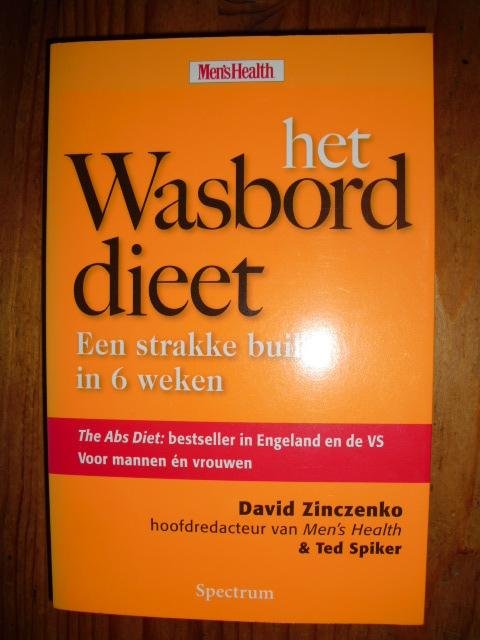 Men'sHealth
het
Wasbord
dieet
Een strakke buik
in 6 weken
The Abs Diet: bestseller in Engeland en de VS
Voor mannen én vrouwen
David Zinczenko
hoofdredacteur van Men's Health
& Ted Spiker
Spectrum